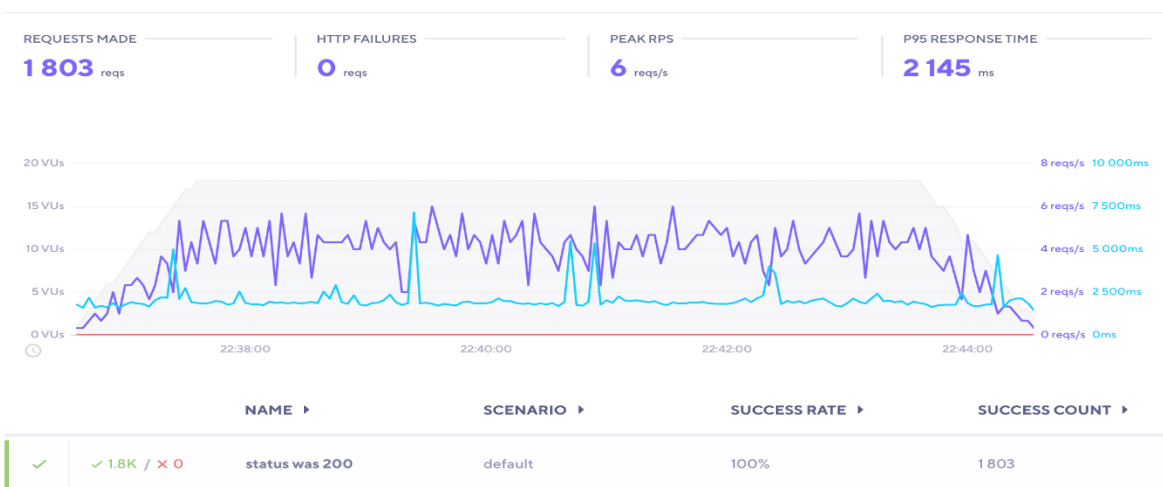 REQUESTS MADE HTTP FAILURES PEAK RPS P95 RESPONSE TIME
1 803 reqs 0 reqs 6 reqs/s 2 145 ms
20 VUs 8 reqs/s 10 000ms
15 VUs 6 reqs/s 7 500ms
10 VUs 4 reqs/s 5 000ms
5 VUs 2 reqs/s 2 500ms
0 VUs 0 reqs/s 0ms
22:38:00 22:40:00 22:42:00 22:44:00
NAME SCENARIO SUCCESS RATE SUCCESS COUNT
✓ ✓ 1.8K / × 0 status was 200 default 100% 1 803